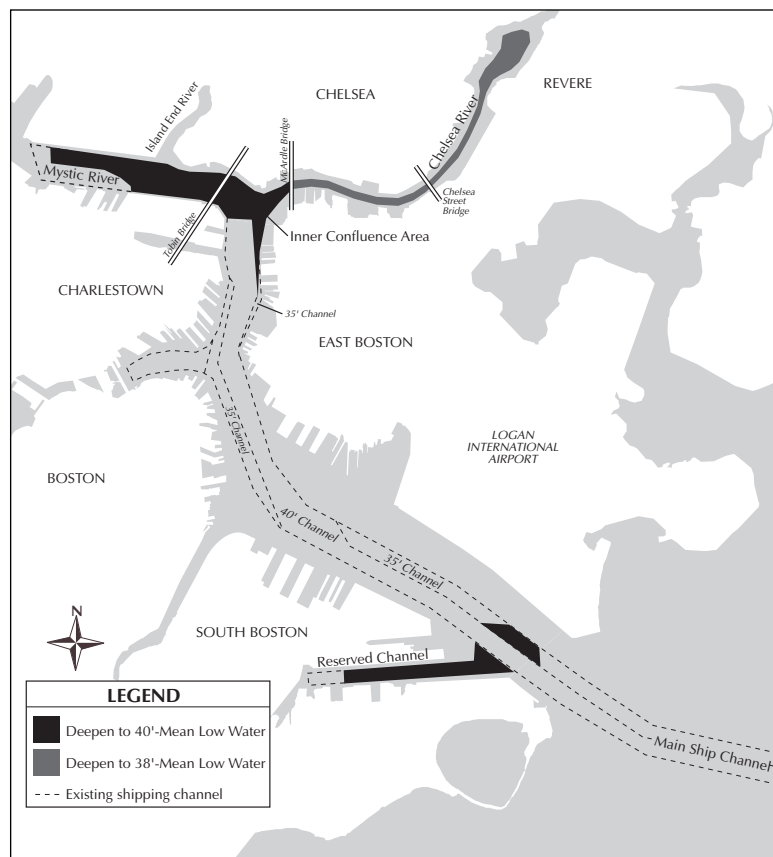 REVERE
CHELSEA
Island End River
McArdle Bridge
Chelsea River
Mystic River
Chelsea
Street
Bridge
Tobin Bridge
Inner Confluence Area
CHARLESTOWN
35' Channel
EAST BOSTON
35' Channel
LOGAN
INTERNATIONAL
AIRPORT
BOSTON
40' Channel
35' Channel
N
SOUTH BOSTON
Reserved Channel
LEGEND
Deepen to 40'-Mean Low Water
Deepen to 38'-Mean Low Water
Existing shipping channel
Main Ship Channel